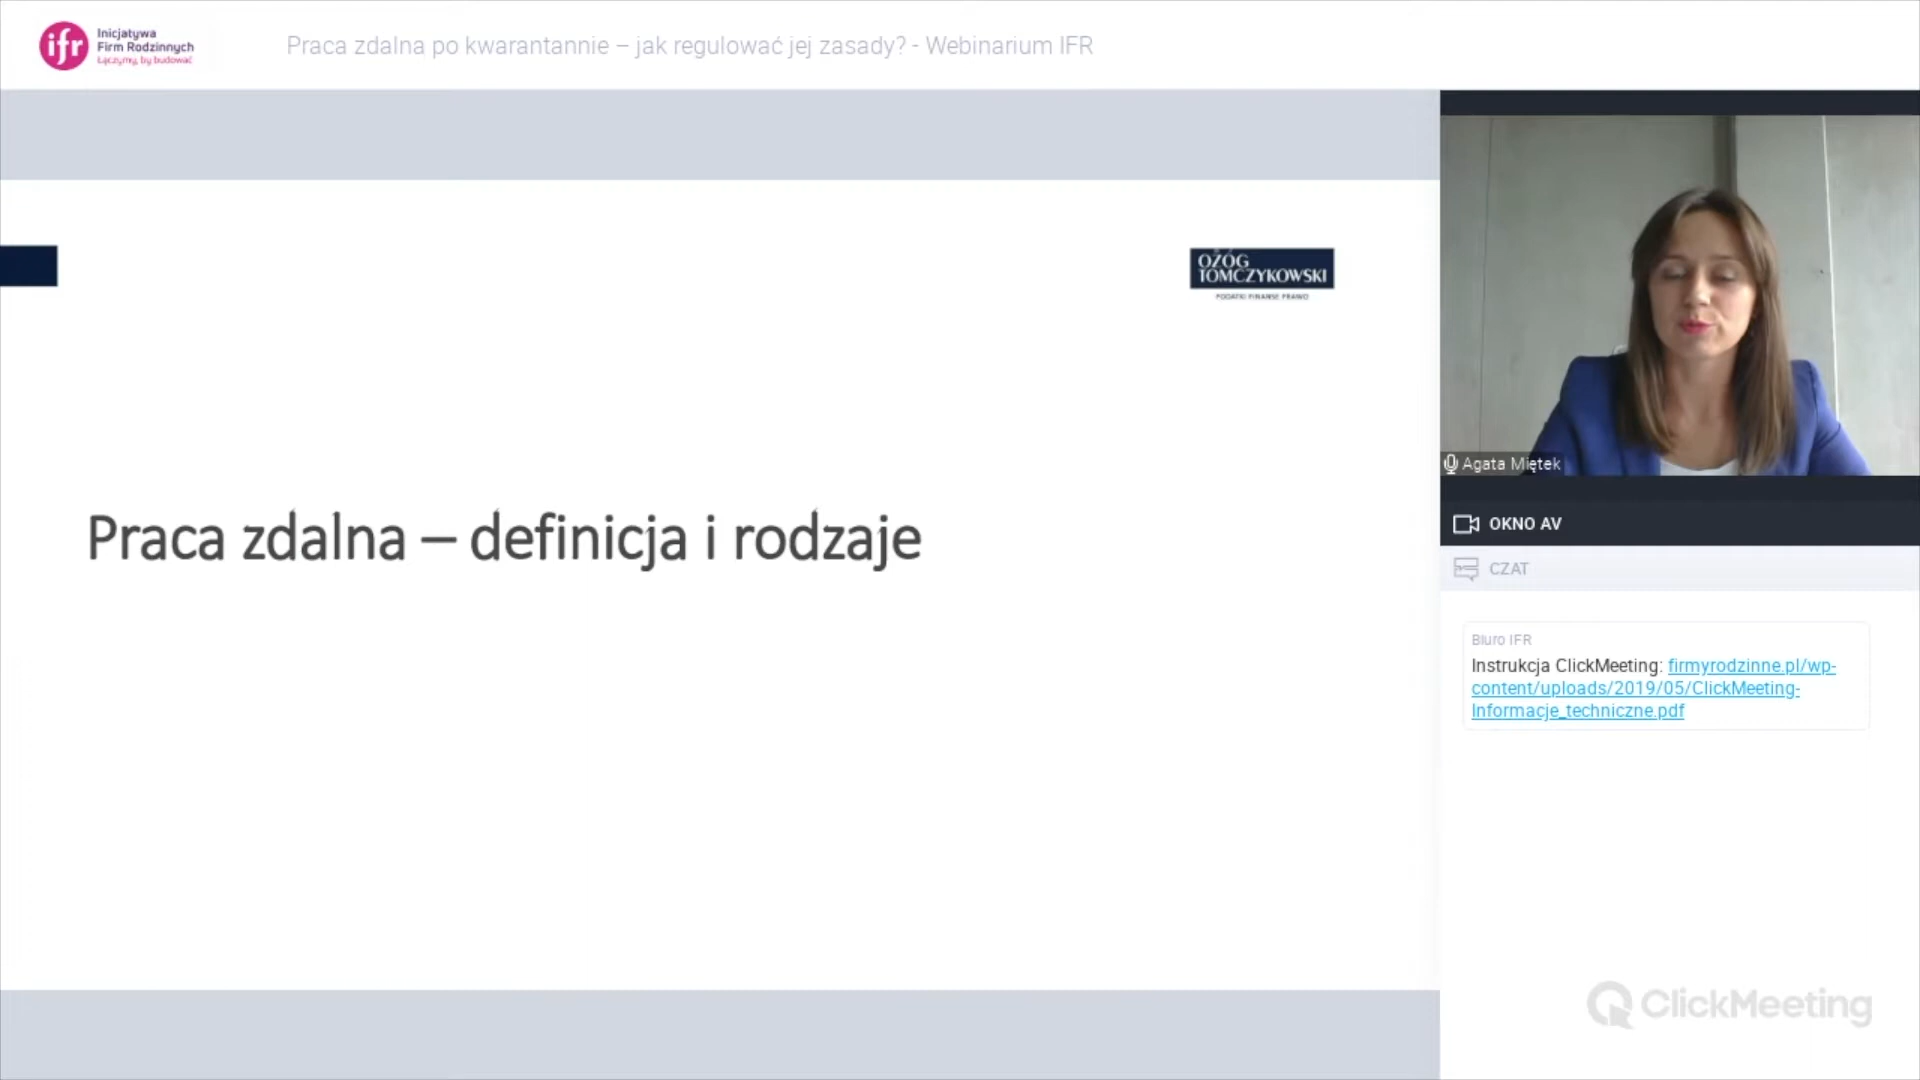 ifr
Inicjatywa
Firm Rodzinnych
Łączymy, by budować
Praca zdalna po kwarantannie – jak regulować jej zasady? - Webinarium IFR
OŻÓG
TOMCZYKOWSKI
PODATKI FINANSE PRAWO
Praca zdalna – definicja i rodzaje
Agata Miętek
OKNO AV
CZAT
Biuro IFR
Instrukcja ClickMeeting: firmyrodzinne.pl/wp-
content/uploads/2019/05/ClickMeeting-
Informacje_techniczne.pdf
ClickMeeting